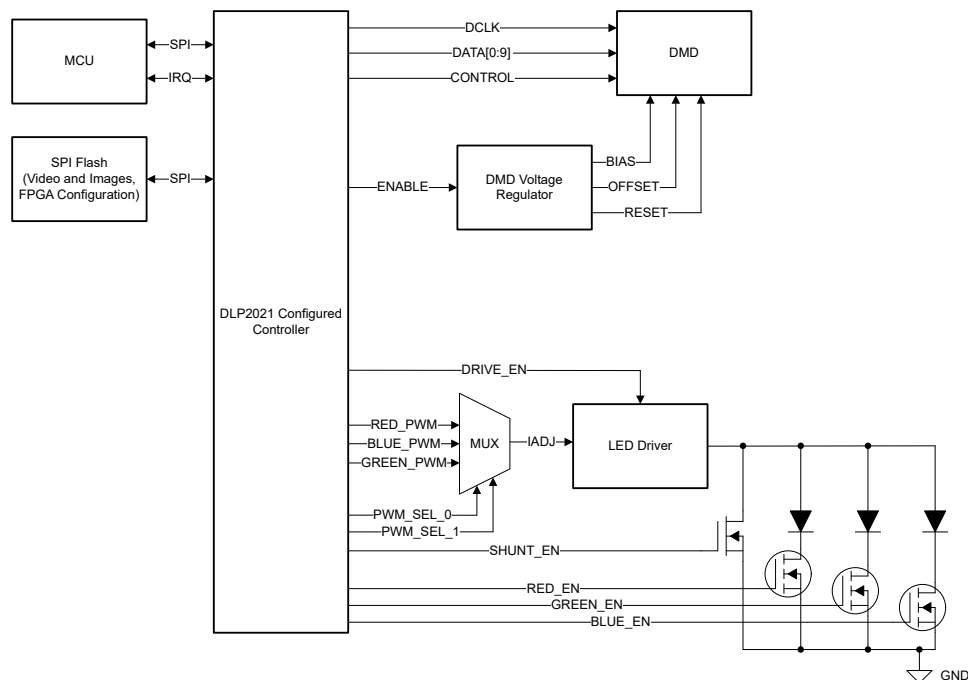 MCU
SPI
IRQ
SPI Flash
(Video and Images,
FPGA Configuration)
SPI
DLP2021 Configured
Controller
DCLK
DATA[0:9]
CONTROL
DMD
ENABLE
DMD Voltage
Regulator
BIAS
OFFSET
RESET
DRIVE_EN
RED_PWM
BLUE_PWM
GREEN_PWM
MUX
IADJ
LED Driver
PWM_SEL_0
PWM_SEL_1
SHUNT_EN
RED_EN
GREEN_EN
BLUE_EN
GND